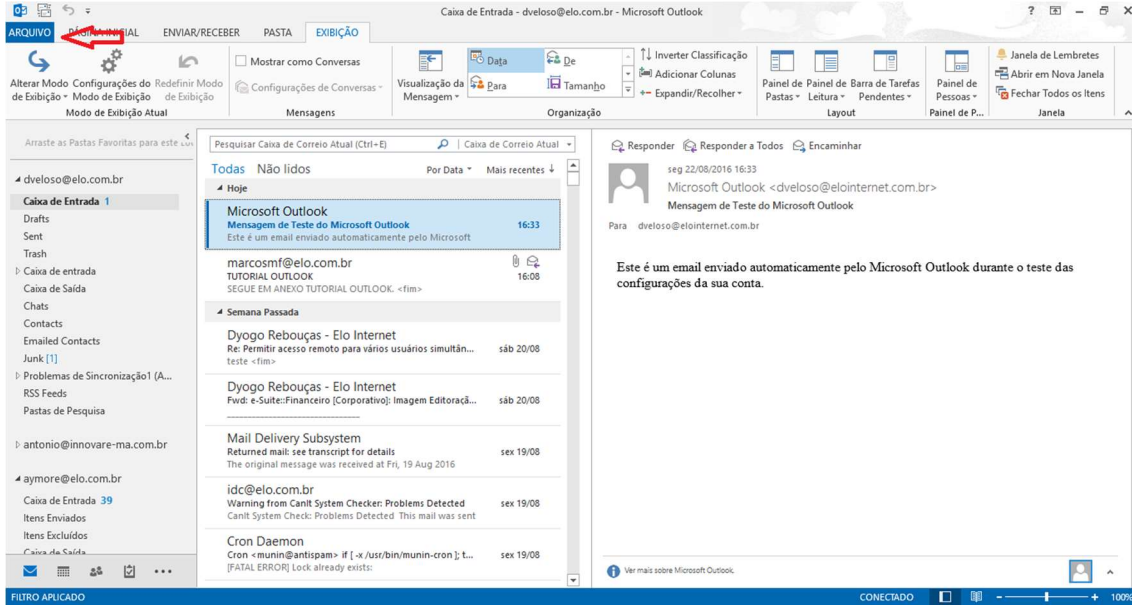 Caixa de Entrada - dveloso@elo.com.br - Microsoft Outlook
ARQUIVO PÁGINA INICIAL ENVIAR/RECEBER PASTA EXIBIÇÃO
Alterar Modo de Exibição
Configurações do Modo de Exibição
Redefinir Modo de Exibição
Modo de Exibição Atual
Mostrar como Conversas
Configurações de Conversas
Mensagens
Visualização da Mensagem
Data
De
Para
Tamanho
Inverter Classificação
Adicionar Colunas
Expandir/Recolher
Organização
Painel de Pastas
Painel de Leitura
Barra de Tarefas Pendentes
Layout
Painel de Pessoas
Painel de P...
Janela de Lembretes
Abrir em Nova Janela
Fechar Todos os Itens
Janela
Arraste as Pastas Favoritas para este
dveloso@elo.com.br
Caixa de Entrada 1
Drafts
Sent
Trash
Caixa de entrada
Caixa de Saída
Chats
Contacts
Emailed Contacts
Junk [1]
Problemas de Sincronização1 (A...
RSS Feeds
Pastas de Pesquisa
antonio@innovare-ma.com.br
aymore@elo.com.br
Caixa de Entrada 39
Itens Enviados
Itens Excluídos
Caixa de Saída
Pesquisar Caixa de Correio Atual (Ctrl+E) Caixa de Correio Atual
Todas Não lidos Por Data Mais recentes ↓
Hoje
Microsoft Outlook
Mensagem de Teste do Microsoft Outlook 16:33
Este é um email enviado automaticamente pelo Microsoft
marcosmf@elo.com.br
TUTORIAL OUTLOOK 16:08
SEGUE EM ANEXO TUTORIAL OUTLOOK. <fim>
Semana Passada
Dyogo Rebouças - Elo Internet
Re: Permitir acesso remoto para vários usuários simultân... sáb 20/08
teste <fim>
Dyogo Rebouças - Elo Internet
Fwd: e-Suite::Financeiro [Corporativo]: Imagem Editoraçã... sáb 20/08
Mail Delivery Subsystem
Returned mail: see transcript for details sex 19/08
The original message was received at Fri, 19 Aug 2016
idc@elo.com.br
Warning from CanIt System Checker: Problems Detected sex 19/08
CanIt System Check: Problems Detected This mail was sent
Cron Daemon
Cron <munin@antispam> if [ -x /usr/bin/munin-cron ]; t... sex 19/08
[FATAL ERROR] Lock already exists:
Responder Responder a Todos Encaminhar
seg 22/08/2016 16:33
Microsoft Outlook <dveloso@elointernet.com.br>
Mensagem de Teste do Microsoft Outlook
Para dveloso@elointernet.com.br
Este é um email enviado automaticamente pelo Microsoft Outlook durante o teste das
configurações da sua conta.
Ver mais sobre Microsoft Outlook.
FILTRO APLICADO CONECTADO 100%